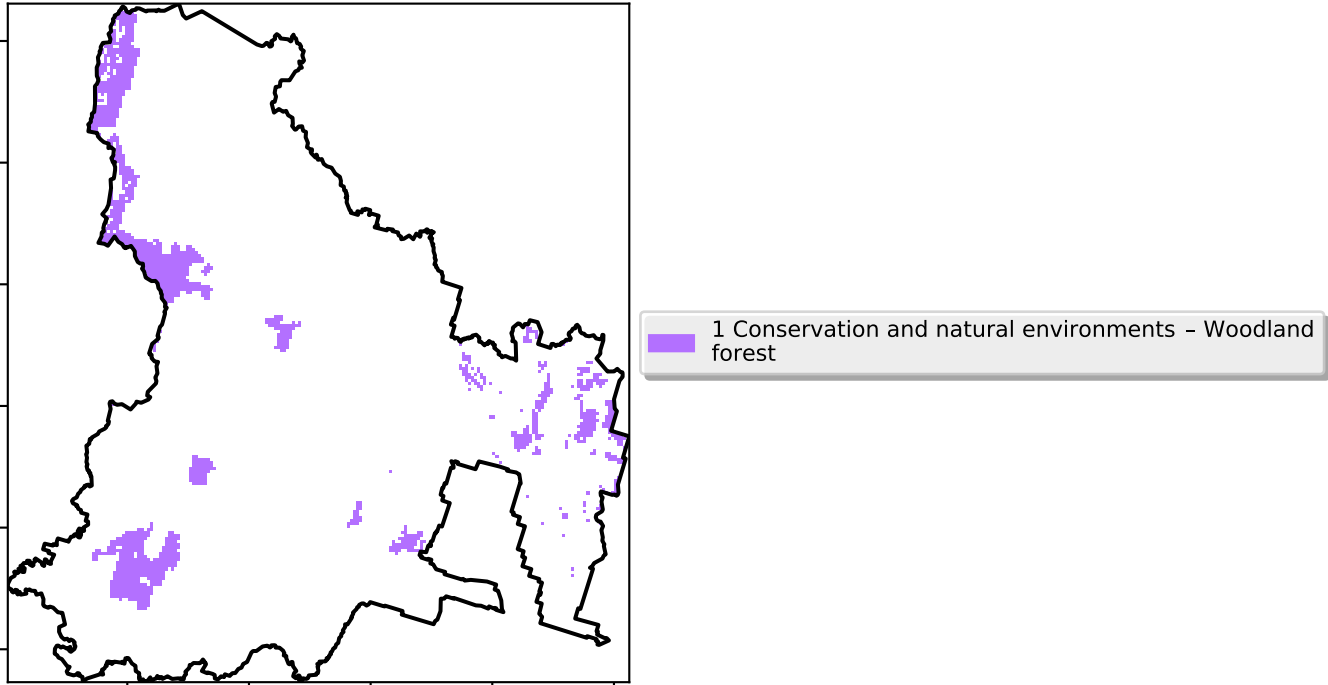 1 Conservation and natural environments – Woodland
forest